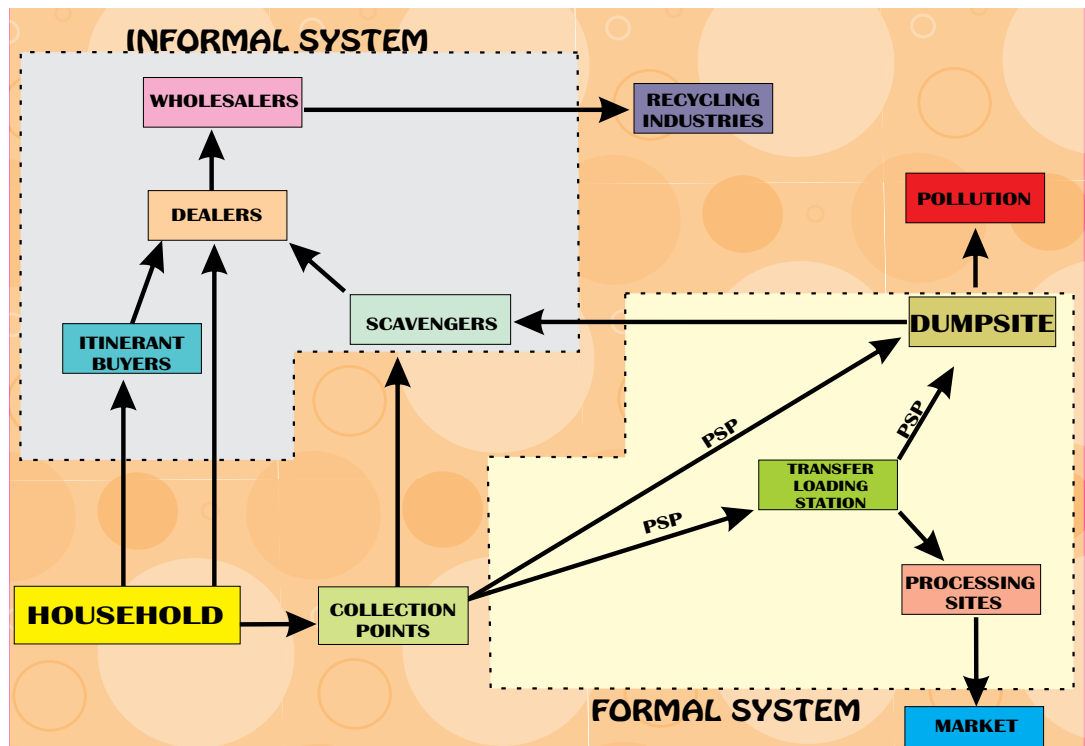 INFORMAL SYSTEM
WHOLESALERS
RECYCLING
INDUSTRIES
POLLUTION
DEALERS
SCAVENGERS
DUMPSITE
ITINERANT
BUYERS
PSP
PSP
TRANSFER
LOADING
STATION
PSP
PROCESSING
SITES
HOUSEHOLD
COLLECTION
POINTS
FORMAL SYSTEM
MARKET